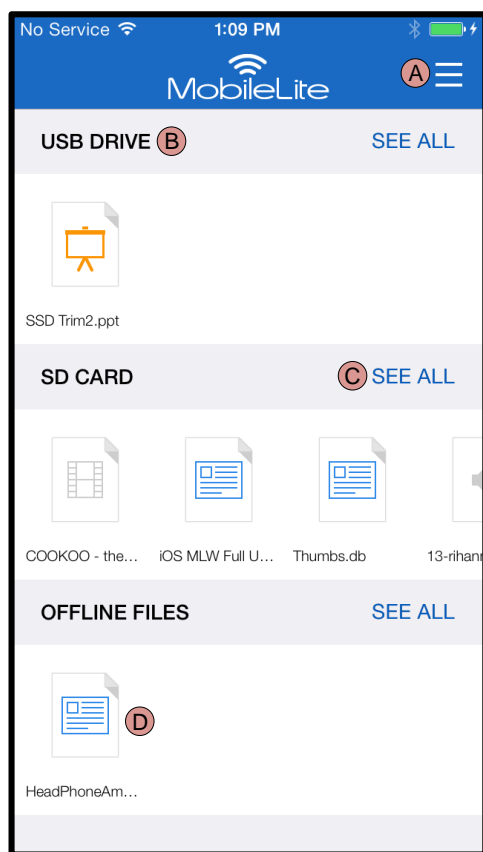 No Service 1:09 PM
MobileLite A
USB DRIVE B SEE ALL
SSD Trim2.ppt
SD CARD C SEE ALL
COOKOO - the... iOS MLW Full U... Thumbs.db 13-rihann
OFFLINE FILES SEE ALL
D
HeadPhoneAm...